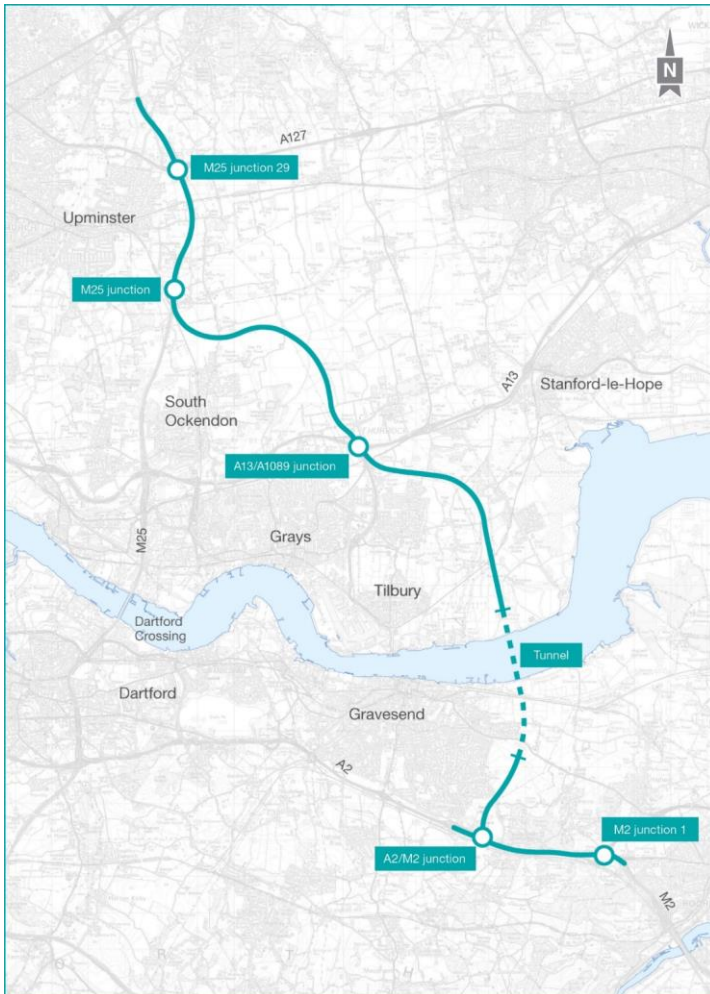 N
A127
M25 junction 29
Upminster
M25 junction
A13
Stanford-le-Hope
South
Ockendon
A13/A1089 junction
M25
Grays
Tilbury
Dartford
Crossing
Tunnel
Dartford
Gravesend
A2
M2 junction 1
A2/M2 junction
M2